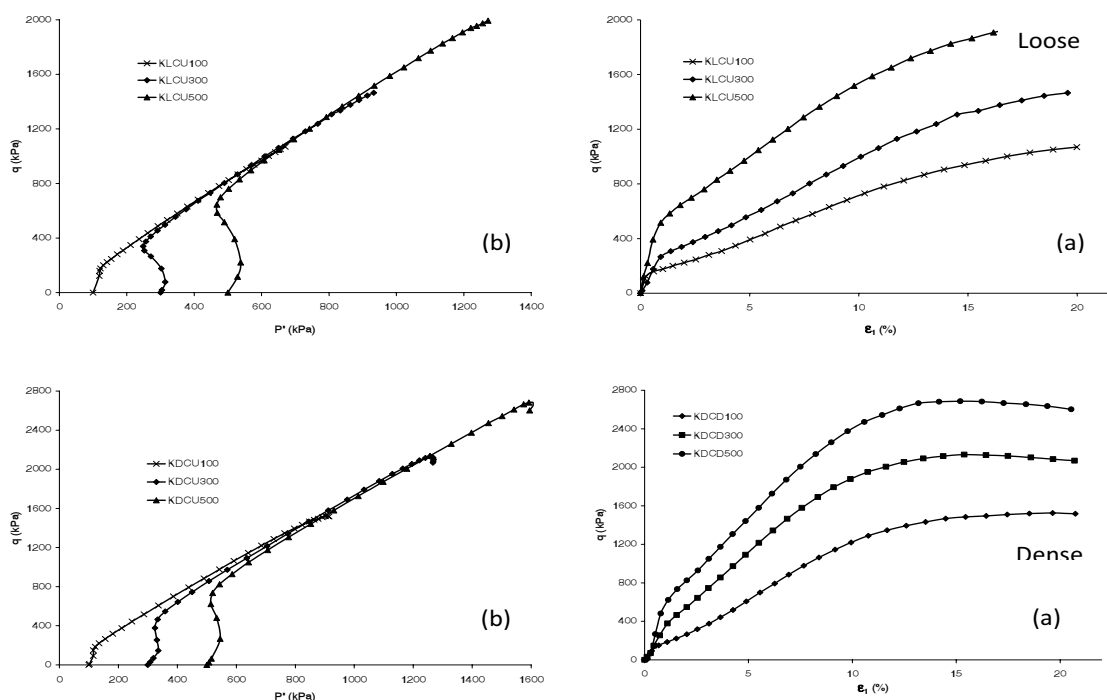 2000
1600
1200
800
400
0
q (kPa)
KLCU100
KLCU300
KLCU500
(b)
0 200 400 600 800 1000 1200 1400
P' (kPa)
2000
1600
1200
800
400
0
q (kPa)
KLCU100
KLCU300
KLCU500
Loose
(a)
0 5 10 15 20
ε1 (%)
2800
2400
2000
1600
1200
800
400
0
q (kPa)
KDCU100
KDCU300
KDCU500
(b)
0 200 400 600 800 1000 1200 1400 1600
P' (kPa)
2800
2400
2000
1600
1200
800
400
0
q (kPa)
KDCD100
KDCD300
KDCD500
Dense
(a)
0 5 10 15 20
ε1 (%)